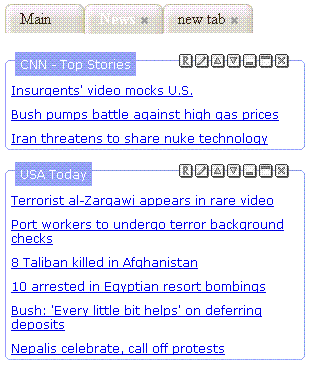 Main News new tab
CNN - Top Stories
Insurgents' video mocks U.S.
Bush pumps battle against high gas prices
Iran threatens to share nuke technology
USA Today
Terrorist al-Zarqawi appears in rare video
Port workers to undergo terror background
checks
8 Taliban killed in Afghanistan
10 arrested in Egyptian resort bombings
Bush: 'Every little bit helps' on deferring
deposits
Nepalis celebrate, call off protests